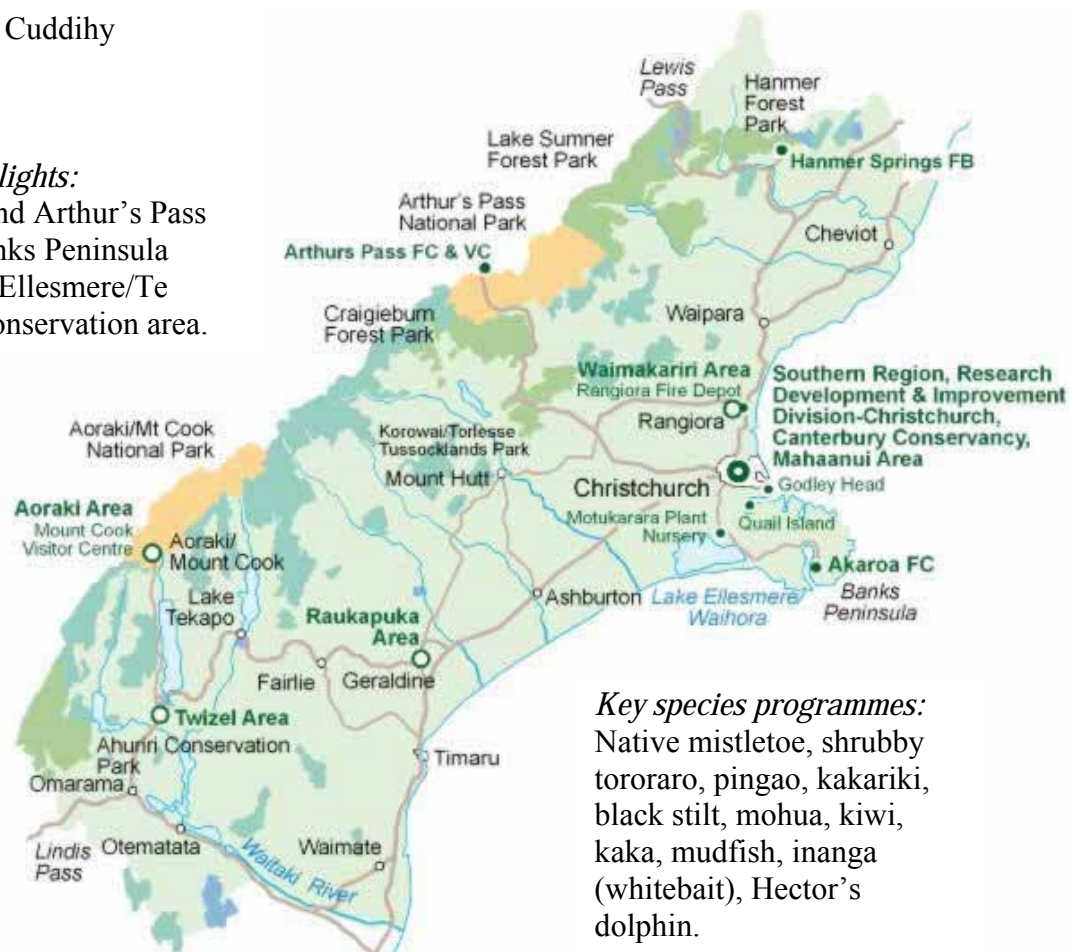 Cuddihy
lights:
nd Arthur's Pass
nks Peninsula
Ellesmere/Te
onservation area.
Lewis
Pass
Hanmer
Forest
Park
Hanmer Springs FB
Lake Sumner
Forest Park
Arthur's Pass
National Park
Arthurs Pass FC & VC
Cheviot
Craigieburn
Forest Park
Waipara
Waimakariri Area
Rangiora Fire Depot
Rangiora
Southern Region, Research
Development & Improvement
Division-Christchurch,
Canterbury Conservancy,
Mahaanui Area
Aoraki/Mt Cook
National Park
Korowai/Torlesse
Tussocklands Park
Mount Hutt
Christchurch
Godley Head
Motukarara Plant
Nursery
Quail Island
Aoraki Area
Mount Cook
Visitor Centre
Aoraki/
Mount Cook
Akaroa FC
Banks
Peninsula
Lake
Tekapo
Ashburton
Lake Ellesmere/
Waihora
Raukapuka
Area
Fairlie
Geraldine
Twizel Area
Ahuriri Conservation
Park
Timaru
Omarama
Lindis
Pass
Otematata
Waimate
Waitaki River
Key species programmes:
Native mistletoe, shrubby
tororaro, pingao, kakariki,
black stilt, mohua, kiwi,
kaka, mudfish, inanga
(whitebait), Hector's
dolphin.